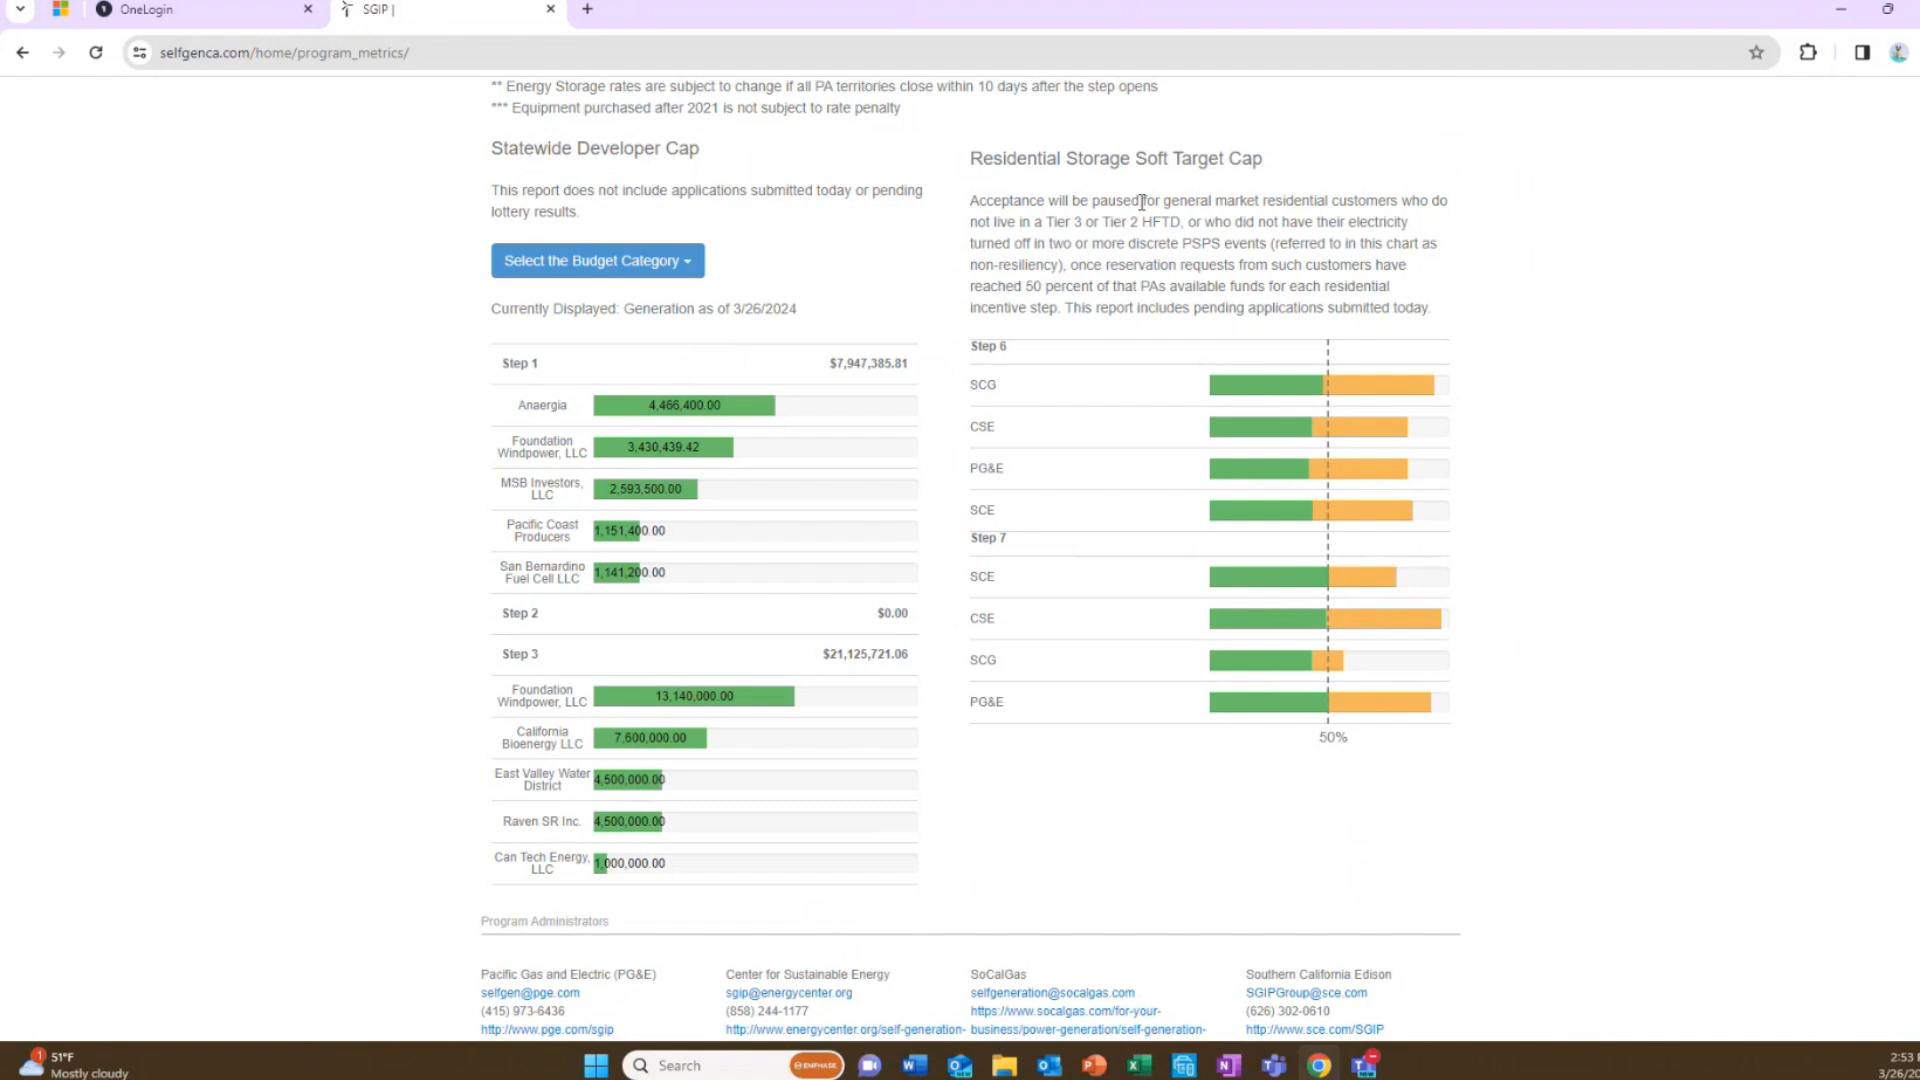 OneLogin
SGIP |
selfgenca.com/home/program_metrics/
** Energy Storage rates are subject to change if all PA territories close within 10 days after the step opens
*** Equipment purchased after 2021 is not subject to rate penalty
Statewide Developer Cap
This report does not include applications submitted today or pending
lottery results.
Select the Budget Category
Currently Displayed: Generation as of 3/26/2024
Step 1 $7,947,385.81
Anaergia 4,466,400.00
Foundation
Windpower, LLC 3,430,439.42
MSB Investors,
LLC 2,593,500.00
Pacific Coast
Producers 1,151,400.00
San Bernardino
Fuel Cell LLC 1,141,200.00
Step 2 $0.00
Step 3 $21,125,721.06
Foundation
Windpower, LLC 13,140,000.00
California
Bioenergy LLC 7,600,000.00
East Valley Water
District 4,500,000.00
Raven SR Inc. 4,500,000.00
Can Tech Energy,
LLC 1,000,000.00
Residential Storage Soft Target Cap
Acceptance will be paused for general market residential customers who do
not live in a Tier 3 or Tier 2 HFTD, or who did not have their electricity
turned off in two or more discrete PSPS events (referred to in this chart as
non-resiliency), once reservation requests from such customers have
reached 50 percent of that PAs available funds for each residential
incentive step. This report includes pending applications submitted today.
Step 6
SCG
CSE
PG&E
SCE
Step 7
SCE
CSE
SCG
PG&E
50%
Program Administrators
Pacific Gas and Electric (PG&E)
selfgen@pge.com
(415) 973-6436
http://www.pge.com/sgip
Center for Sustainable Energy
sgip@energycenter.org
(858) 244-1177
http://www.energycenter.org/self-generation-
SoCalGas
selfgeneration@socalgas.com
https://www.socalgas.com/for-your-
business/power-generation/self-generation-
Southern California Edison
SGIPGroup@sce.com
(626) 302-0610
http://www.sce.com/SGIP
1
51°F
Mostly cloudy
Search
ENPHASE
2:53
3/26/20